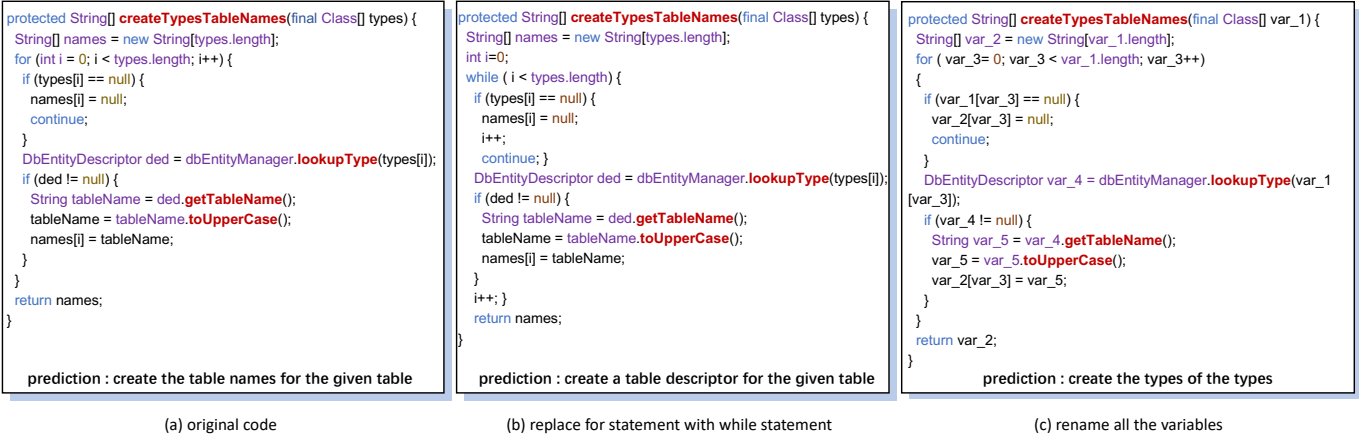 protected String[] createTypesTableNames(final Class[] types) {
String[] names = new String[types.length];
for (int i = 0; i < types.length; i++) {
if (types[i] == null) {
names[i] = null;
continue;
}
DbEntityDescriptor ded = dbEntityManager.lookupType(types[i]);
if (ded != null) {
String tableName = ded.getTableName();
tableName = tableName.toUpperCase();
names[i] = tableName;
}
}
return names;
}
prediction : create the table names for the given table
(a) original code
protected String[] createTypesTableNames(final Class[] types) {
String[] names = new String[types.length];
int i=0;
while ( i < types.length) {
if (types[i] == null) {
names[i] = null;
i++;
continue; }
DbEntityDescriptor ded = dbEntityManager.lookupType(types[i]);
if (ded != null) {
String tableName = ded.getTableName();
tableName = tableName.toUpperCase();
names[i] = tableName;
}
i++; }
return names;
}
prediction : create a table descriptor for the given table
(b) replace for statement with while statement
protected String[] createTypesTableNames(final Class[] var_1) {
String[] var_2 = new String[var_1.length];
for ( var_3= 0; var_3 < var_1.length; var_3++)
{
if (var_1[var_3] == null) {
var_2[var_3] = null;
continue;
}
DbEntityDescriptor var_4 = dbEntityManager.lookupType(var_1
[var_3]);
if (var_4 != null) {
String var_5 = var_4.getTableName();
var_5 = var_5.toUpperCase();
var_2[var_3] = var_5;
}
}
return var_2;
}
prediction : create the types of the types
(c) rename all the variables